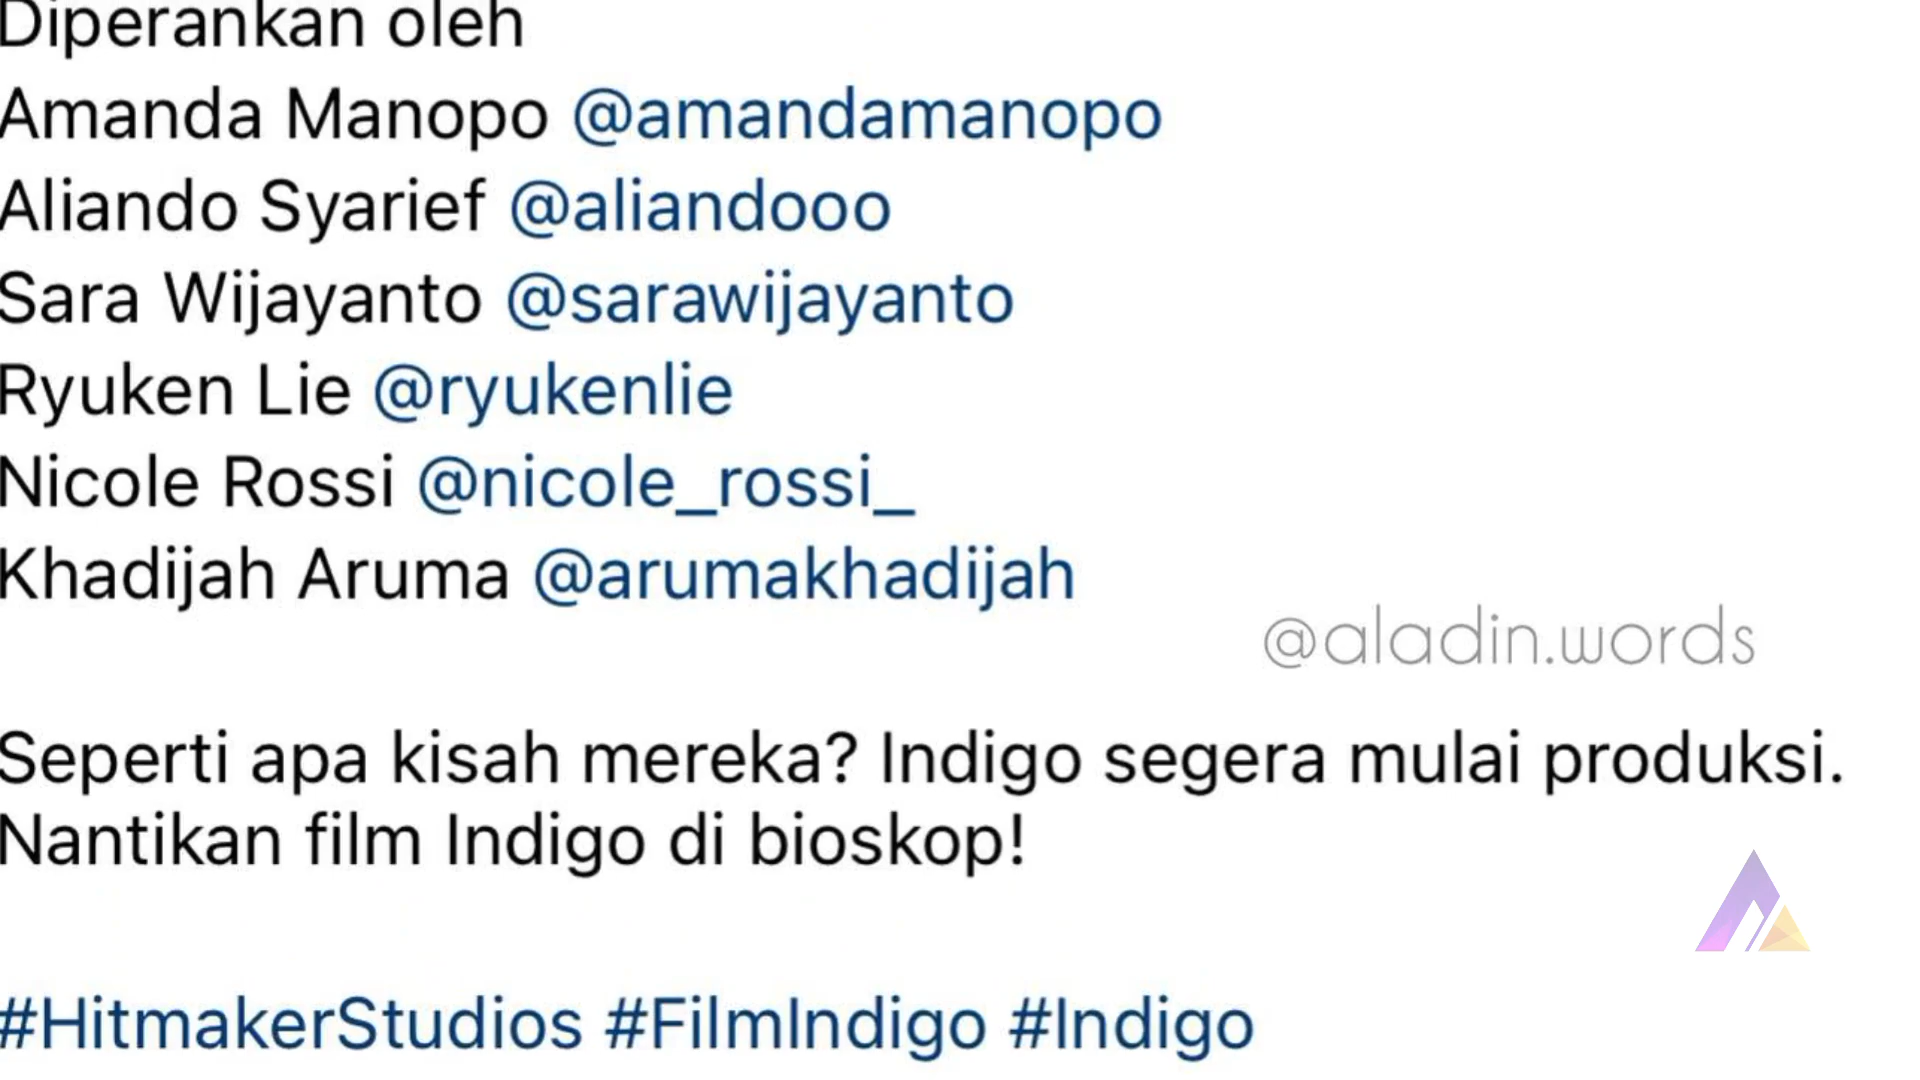 Diperankan oleh
Amanda Manopo @amandamanopo
Aliando Syarief @aliandooo
Sara Wijayanto @sarawijayanto
Ryuken Lie @ryukenlie
Nicole Rossi @nicole_rossi_
Khadijah Aruma @arumakhadijah
@aladin.words
Seperti apa kisah mereka? Indigo segera mulai produksi.
Nantikan film Indigo di bioskop!
#HitmakerStudios #FilmIndigo #Indigo